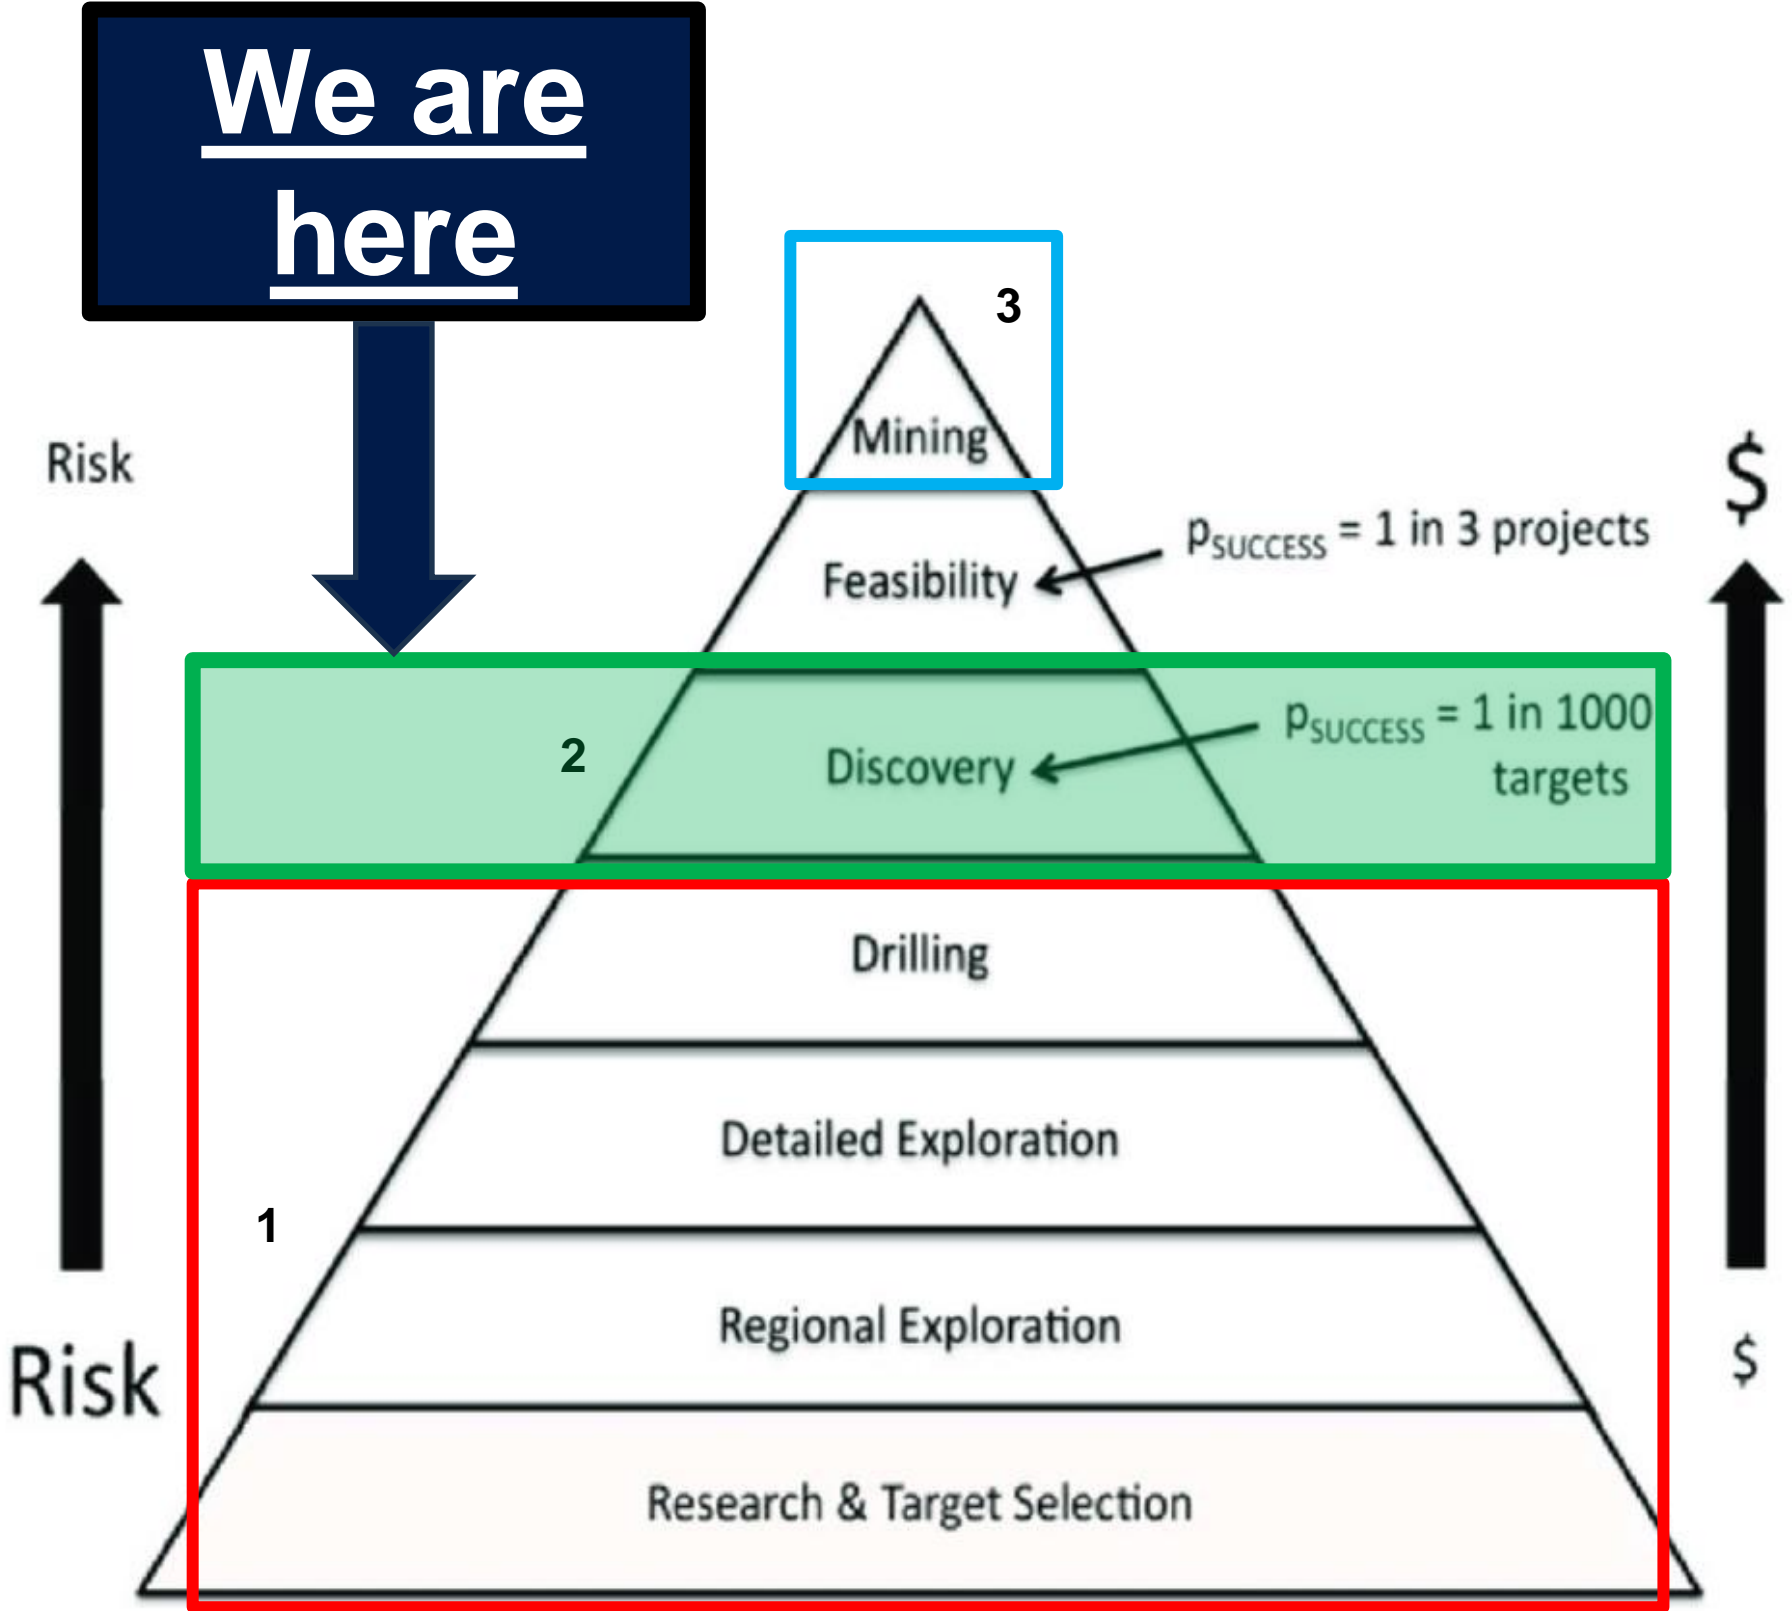 We are
here
3
Mining
Risk
$
pSUCCESS = 1 in 3 projects
Feasibility
pSUCCESS = 1 in 1000
targets
2
Discovery
Drilling
Detailed Exploration
1
Regional Exploration
Risk
$
Research & Target Selection